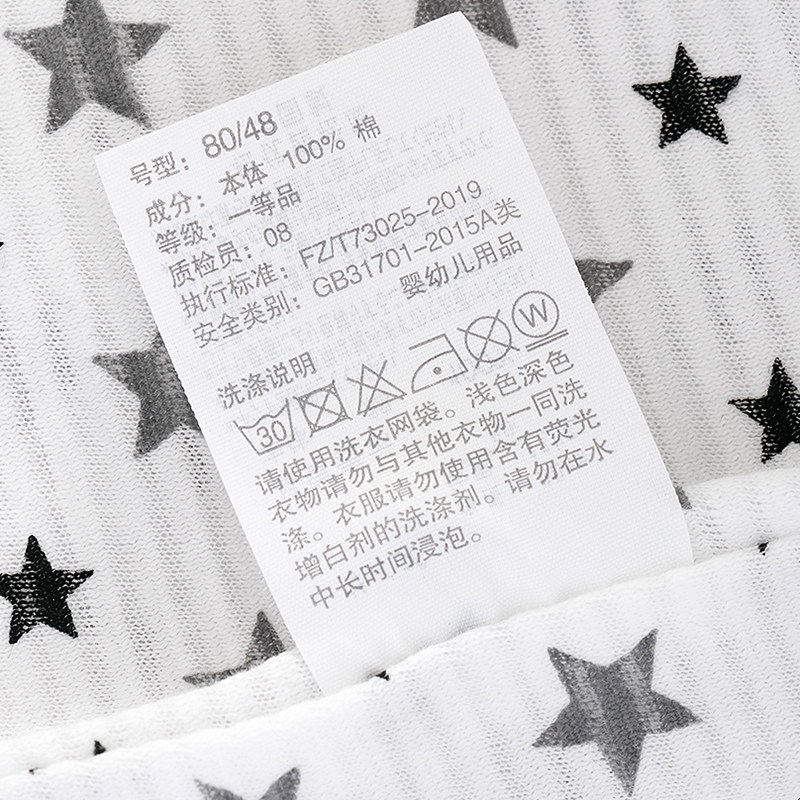 号型：80/48
成分：本体 100% 棉
等级：一等品
质检员：08
执行标准：FZ/T73025-2019
安全类别：GB31701-2015A类
婴幼儿用品
洗涤说明
30 W
请使用洗衣网袋。浅色深色
衣物请勿与其他衣物一同洗
涤。衣服请勿使用含有荧光
增白剂的洗涤剂。请勿在水
中长时间浸泡。